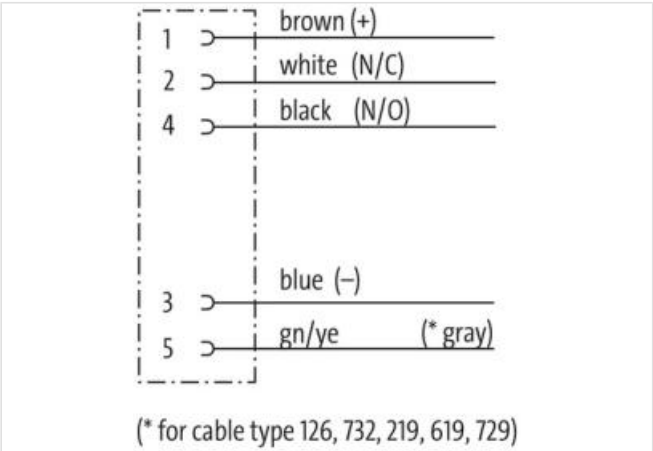 1 brown (+)
2 white (N/C)
4 black (N/O)
3 blue (–)
5 gn/ye (* gray)
(* for cable type 126, 732, 219, 619, 729)